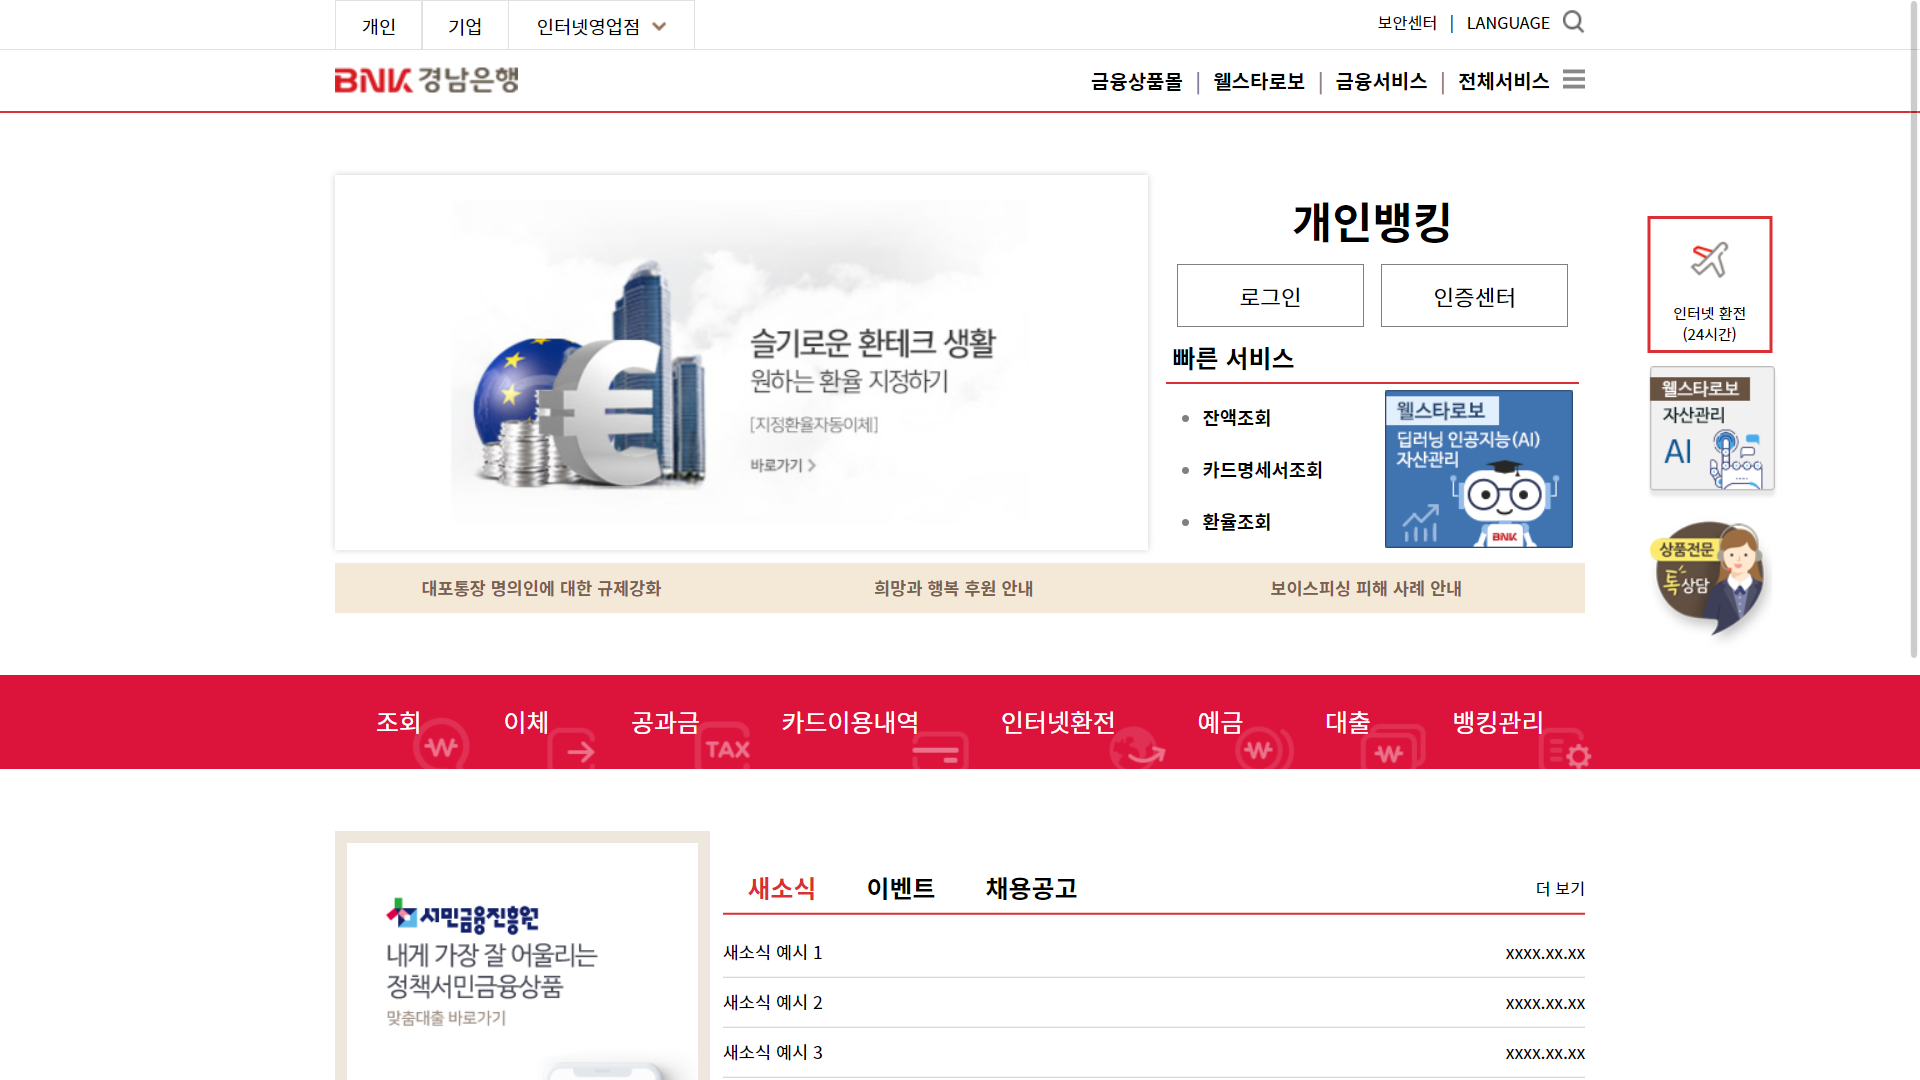 개인
기업
인터넷영업점
보안센터 | LANGUAGE
BNK 경남은행
금융상품몰 | 웰스타로보 | 금융서비스 | 전체서비스
슬기로운 환테크 생활
원하는 환율 지정하기
[지정환율자동이체]
바로가기 >
개인뱅킹
로그인
인증센터
빠른 서비스
잔액조회
카드명세서조회
환율조회
웰스타로보
딥러닝 인공지능(AI)
자산관리
BNK
인터넷 환전
(24시간)
웰스타로보
자산관리
AI
상품전문
톡상담
대포통장 명의인에 대한 규제강화
희망과 행복 후원 안내
보이스피싱 피해 사례 안내
조회
이체
공과금
TAX
카드이용내역
인터넷환전
예금
대출
뱅킹관리
서민금융진흥원
내게 가장 잘 어울리는
정책서민금융상품
맞춤대출 바로가기
새소식
이벤트
채용공고
더 보기
새소식 예시 1 xxxx.xx.xx
새소식 예시 2 xxxx.xx.xx
새소식 예시 3 xxxx.xx.xx